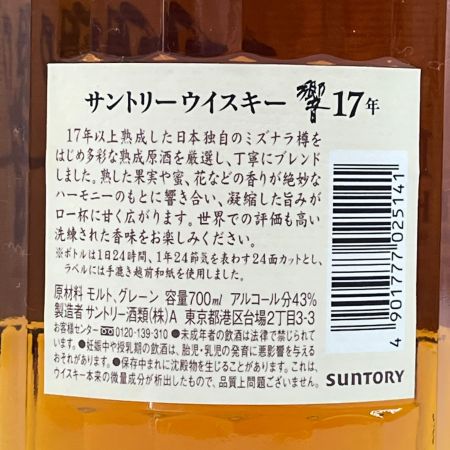 サントリーウイスキー 響 17年
17年以上熟成した日本独自のミズナラ樽を
はじめ多彩な熟成原酒を厳選し、丁寧にブレンド
しました。熟した果実や蜜、花などの香りが絶妙な
ハーモニーのもとに響き合い、凝縮した旨みが
口一杯に甘く広がります。世界での評価も高い
洗練された香味をお楽しみください。
※ボトルは1日24時間、1年24節気を表わす24面カットとし、
ラベルには手漉き越前和紙を使用しました。
原材料 モルト、グレーン 容量700ml アルコール分43%
製造者 サントリー酒類(株)A 東京都港区台場2丁目3-3
お客様センター 0120-139-310 ●未成年者の飲酒は法律で禁じられて
います。●妊娠中や授乳期の飲酒は、胎児・乳児の発育に悪影響を与える
おそれがあります。●保存中まれに沈殿物を生じることがあります。これは、
ウイスキー本来の微量成分が析出したもので、品質上問題ございません。
4 901777 025141
SUNTORY